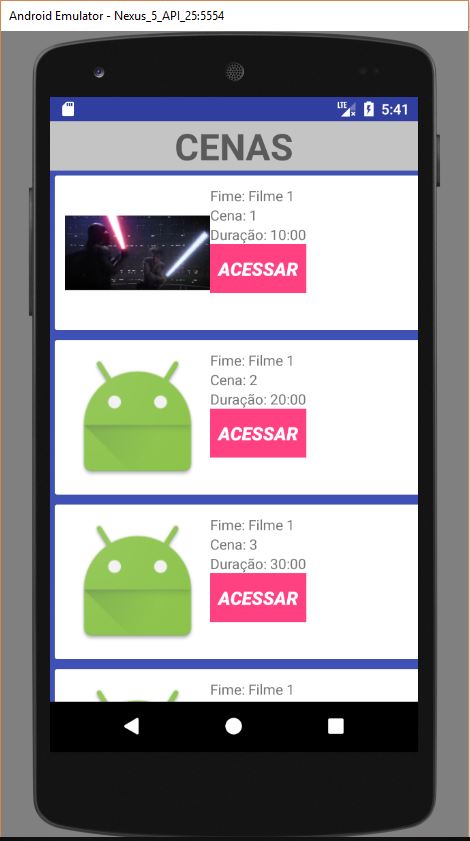 Android Emulator - Nexus_5_API_25:5554
LTE 5:41
CENAS
Fime: Filme 1
Cena: 1
Duração: 10:00
ACESSAR
Fime: Filme 1
Cena: 2
Duração: 20:00
ACESSAR
Fime: Filme 1
Cena: 3
Duração: 30:00
ACESSAR
Fime: Filme 1